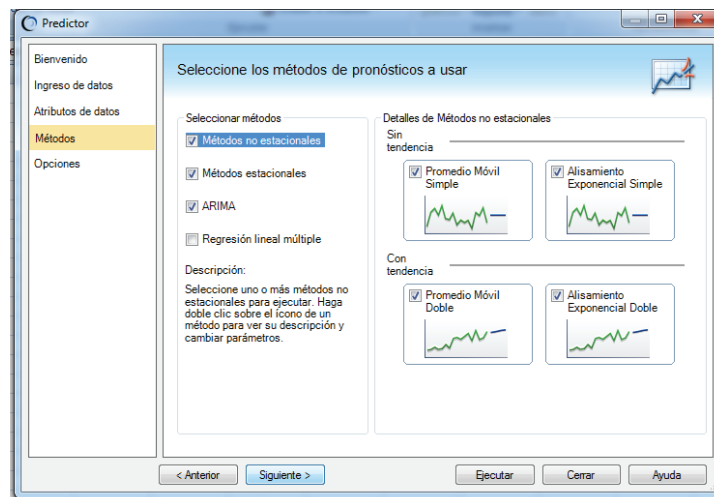 Predictor
Bienvenido
Ingreso de datos
Atributos de datos
Métodos
Opciones
Seleccione los métodos de pronósticos a usar
Seleccionar métodos
Métodos no estacionales
Métodos estacionales
ARIMA
Regresión lineal múltiple
Descripción:
Seleccione uno o más métodos no
estacionales para ejecutar. Haga
doble clic sobre el ícono de un
método para ver su descripción y
cambiar parámetros.
Detalles de Métodos no estacionales
Sin
tendencia
Promedio Móvil
Simple
Alisamiento
Exponencial Simple
Con
tendencia
Promedio Móvil
Doble
Alisamiento
Exponencial Doble
< Anterior
Siguiente >
Ejecutar
Cerrar
Ayuda